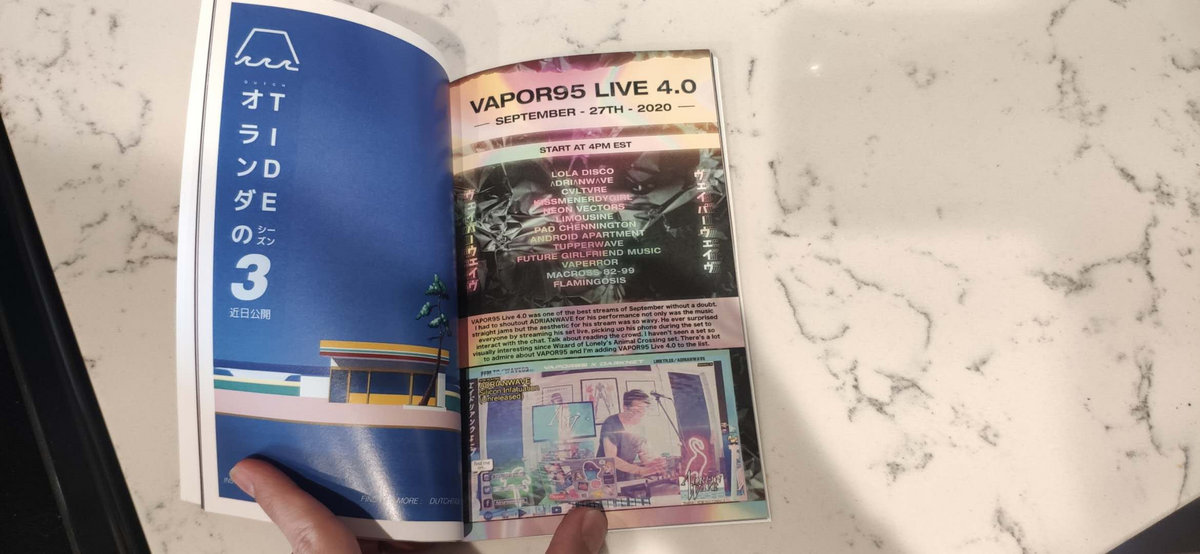 DUTCH
TIDE
オランダの
シーズン
3
近日公開
FIND
MORE :
VAPOR95 LIVE 4.0
SEPTEMBER - 27TH - 2020
START AT 4PM EST
LOLA DISCO
ΛDRIΛNWΛVE
CVLTVRE
KISSMENERDYGIRL
NEON VECTORS
LIMOUSINE
PAD CHENNINGTON
ANDROID APARTMENT
TUPPERWAVE
FUTURE GIRLFRIEND MUSIC
VAPERROR
MACROSS 82-99
FLAMINGOSIS
ヴェイパーウェイヴ
ヴェイパーウェイヴ
VAPOR95 Live 4.0 was one of the best streams of September without a doubt.
I had to shoutout ADRIANWAVE for his performance not only was the music
straight jams but the aesthetic for his stream was so wavy. He ever surprised
everyone by streaming his set live, picking up his phone during the set to
interact with the chat. Talk about reading the crowd. I haven't seen a set so
visually interesting since Wizard of Lonely's Animal Crossing set. There's a lot
to admire about VAPOR95 and I'm adding VAPOR95 Live 4.0 to the list.
VAPOR95 X DARKNET
ADRIANWAVE
Silicon Infatuation
(Unreleased)